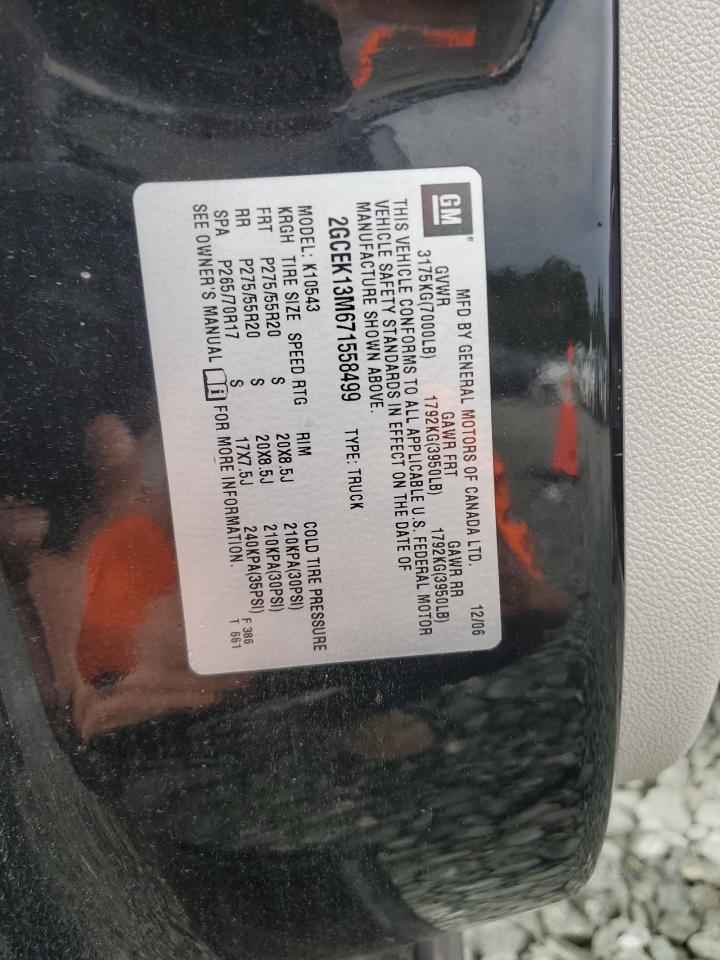 GM
MFD BY GENERAL MOTORS OF CANADA LTD. 12/06
GVWR GAWR FRT GAWR RR
3175KG(7000LB) 1792KG(3950LB) 1792KG(3950LB)
THIS VEHICLE CONFORMS TO ALL APPLICABLE U.S. FEDERAL MOTOR
VEHICLE SAFETY STANDARDS IN EFFECT ON THE DATE OF
MANUFACTURE SHOWN ABOVE.
2GCEK13M671558499 TYPE: TRUCK
MODEL: K10543
KRGH TIRE SIZE SPEED RTG RIM COLD TIRE PRESSURE
FRT P275/55R20 S 20X8.5J 210KPA(30PSI)
RR P275/55R20 S 20X8.5J 210KPA(30PSI)
SPA P265/70R17 S 17X7.5J 240KPA(35PSI)
SEE OWNER'S MANUAL i FOR MORE INFORMATION.
F 386
T 661